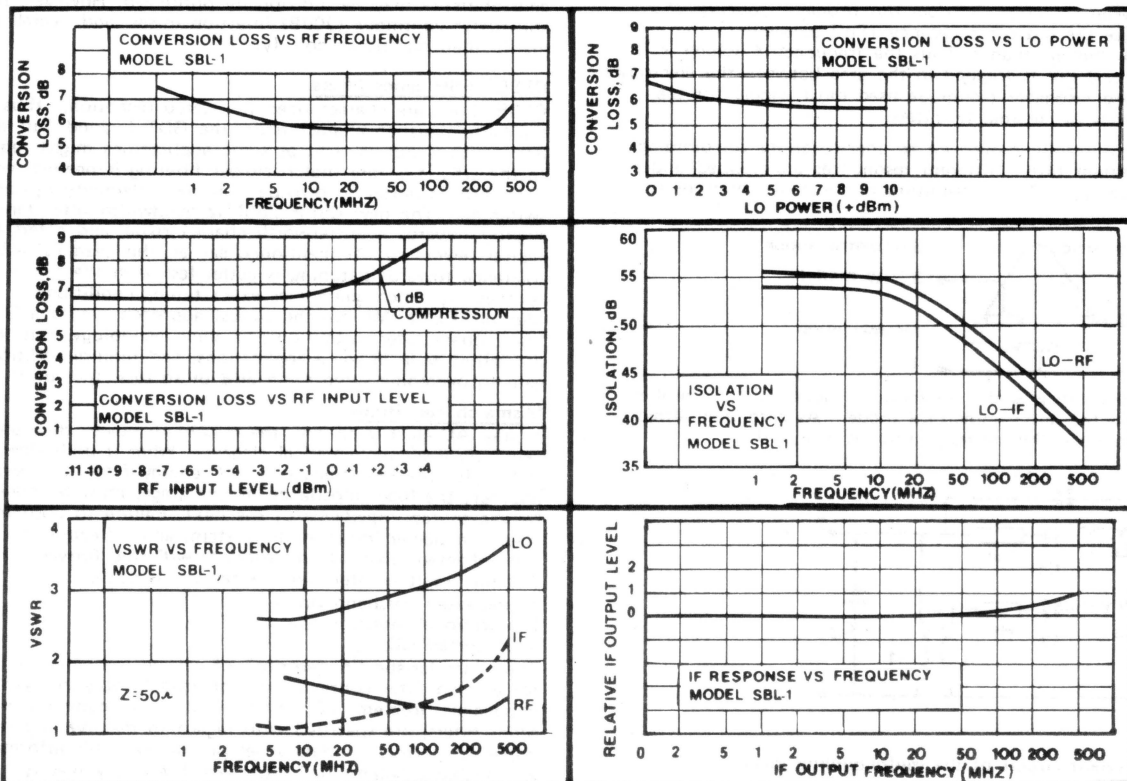 CONVERSION LOSS VS RF FREQUENCY
MODEL SBL-1
CONVERSION
LOSS, dB
8
7
6
5
4
1 2 5 10 20 50 100 200 500
FREQUENCY(MHZ)
CONVERSION LOSS VS LO POWER
MODEL SBL-1
CONVERSION
LOSS, dB
9
8
7
6
5
4
3
0 1 2 3 4 5 6 7 8 9 10
LO POWER (+dBm)
CONVERSION LOSS, dB
9
8
7
6
5
4
3
2
1
1 dB
COMPRESSION
CONVERSION LOSS VS RF INPUT LEVEL
MODEL SBL-1
-11 -10 -9 -8 -7 -6 -5 -4 -3 -2 -1 0 +1 +2 +3 -4
RF INPUT LEVEL, (dBm)
ISOLATION, dB
60
55
50
45
40
35
LO-RF
LO-IF
ISOLATION
VS
FREQUENCY
MODEL SBL 1
1 2 5 10 20 50 100 200 500
FREQUENCY(MHZ)
VSWR VS FREQUENCY
MODEL SBL-1,
VSWR
4
3
2
1
LO
IF
RF
Z=50Ω
1 2 5 10 20 50 100 200 500
FREQUENCY(MHZ)
RELATIVE IF OUTPUT LEVEL
2
1
0
IF RESPONSE VS FREQUENCY
MODEL SBL-1
0 2 5 1 2 5 10 20 50 100 200 500
IF OUTPUT FREQUENCY (MHZ)